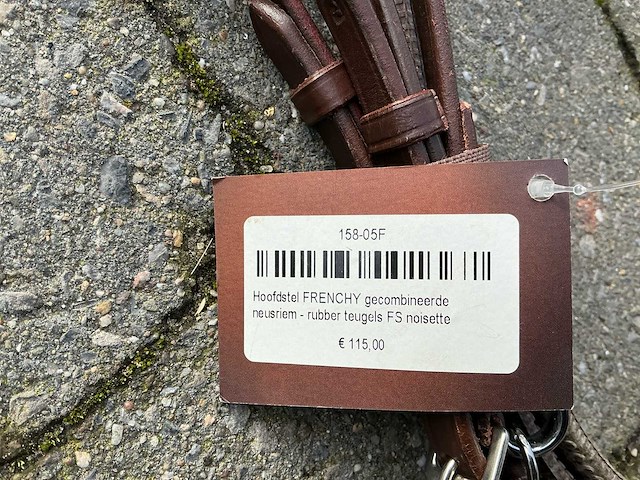 158-05F
Hoofdstel FRENCHY gecombineerde
neusriem - rubber teugels FS noisette
€ 115,00